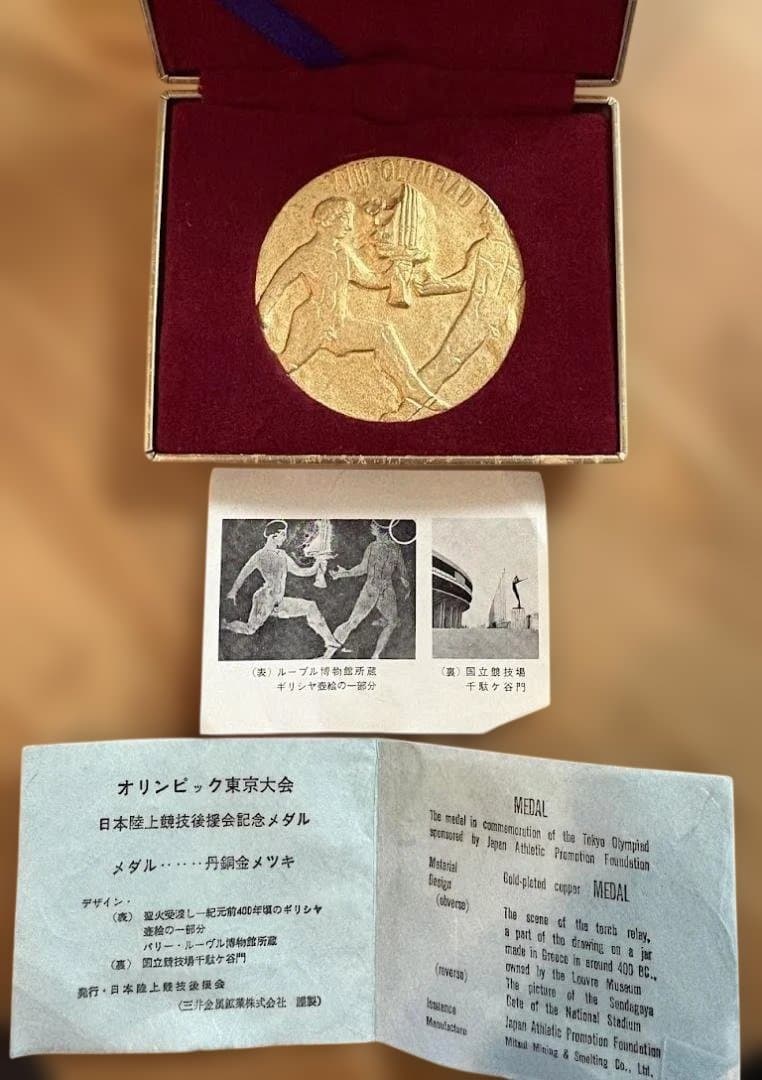 XVIII OLYMPIAD
(表) ルーブル博物館所蔵
ギリシヤ壺絵の一部分
(裏) 国立競技場
千駄ケ谷門
オリンピック東京大会
日本陸上競技後援会記念メダル
メダル‥‥‥丹銅金メツキ
デザイン・
(表) 聖火受渡し―紀元前400年頃のギリシヤ
壺絵の一部分
パリー・ルーヴル博物館所蔵
(裏) 国立競技場千駄ケ谷門
発行・日本陸上競技後援会
(三井金属鉱業株式会社 謹製)
MEDAL
The medal in commemoration of the Tokyo Olympiad
sponsored by Japan Athletic Promotion Foundation
Material Gold-plated copper MEDAL
Design
(obverse) The scene of the torch relay,
a part of the drawing on a jar
made in Greece in around 400 BC.,
owned by the Louvre Museum
(reverse) The picture of the Sendagaya
Gate of the National Stadium
Issuance Japan Athletic Promotion Foundation
Manufacture Mitsui Mining & Smelting Co., Ltd.